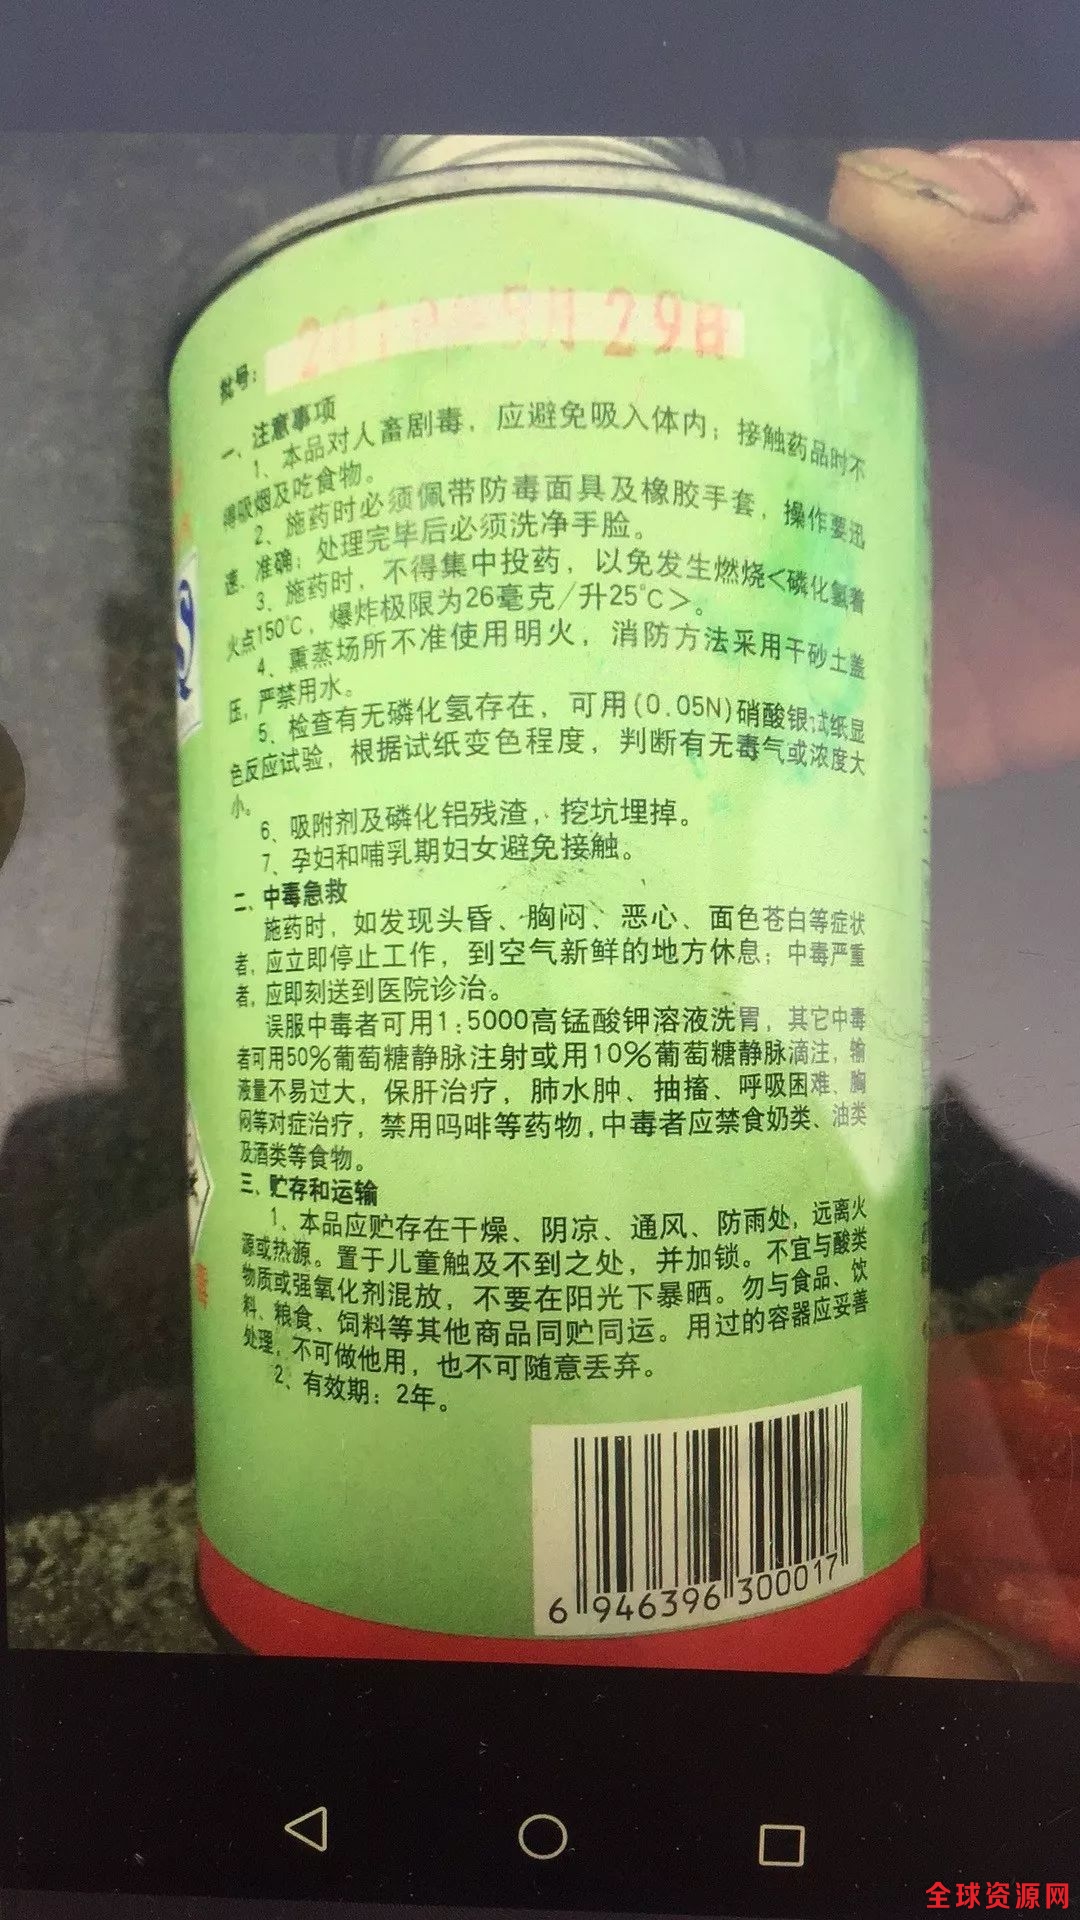 批号: 201 年5月29日
一、注意事项
1、本品对人畜剧毒，应避免吸入体内；接触药品时不
得吸烟及吃食物。
2、施药时必须佩带防毒面具及橡胶手套，操作要迅
速、准确；处理完毕后必须洗净手脸。
3、施药时，不得集中投药，以免发生燃烧<磷化氢着
火点150℃，爆炸极限为26毫克/升25℃>。
4、熏蒸场所不准使用明火，消防方法采用干砂土盖
压，严禁用水。
5、检查有无磷化氢存在，可用(0.05N)硝酸银试纸显
色反应试验，根据试纸变色程度，判断有无毒气或浓度大
小。
6、吸附剂及磷化铝残渣，挖坑埋掉。
7、孕妇和哺乳期妇女避免接触。
二、中毒急救
施药时，如发现头昏、胸闷、恶心、面色苍白等症状
者，应立即停止工作，到空气新鲜的地方休息；中毒严重
者，应即刻送到医院诊治。
误服中毒者可用1:5000高锰酸钾溶液洗胃，其它中毒
者可用50%葡萄糖静脉注射或用10%葡萄糖静脉滴注，输
液量不易过大，保肝治疗，肺水肿、抽搐、呼吸困难、胸
闷等对症治疗，禁用吗啡等药物，中毒者应禁食奶类、油类
及酒类等食物。
三、贮存和运输
1、本品应贮存在干燥、阴凉、通风、防雨处，远离火
源或热源。置于儿童触及不到之处，并加锁。不宜与酸类
物质或强氧化剂混放，不要在阳光下暴晒。勿与食品、饮
料、粮食、饲料等其他商品同贮同运。用过的容器应妥善
处理，不可做他用，也不可随意丢弃。
2、有效期：2年。
6 946396 300017
全球资源网